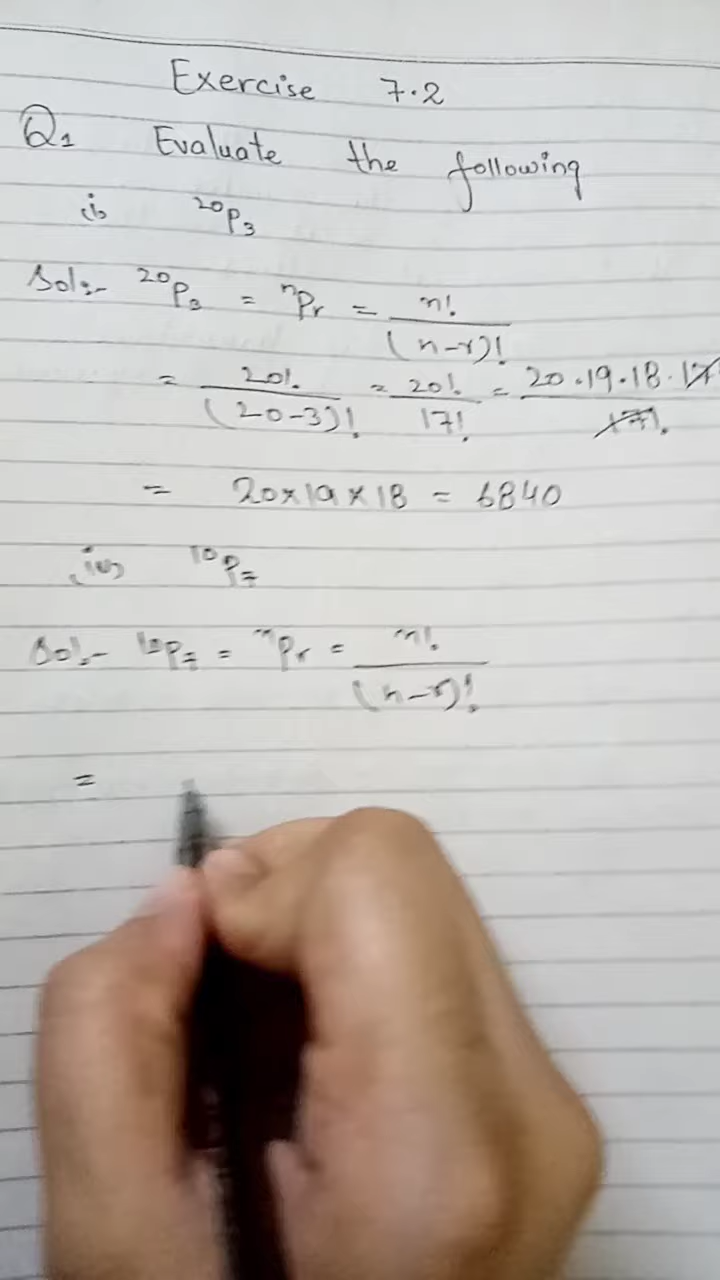 Exercise 7.2
Q1 Evaluate the following
i) ²⁰P₃
Sol:- ²⁰P₃ = ⁿPr = n!/(n-r)!
= 20!/(20-3)! = 20!/17! = 20.19.18.17/17!
= 20×19×18 = 6840
¹⁰P₇
Sol:- ¹⁰P₇ = ⁿPr = n!/(n-r)!
=